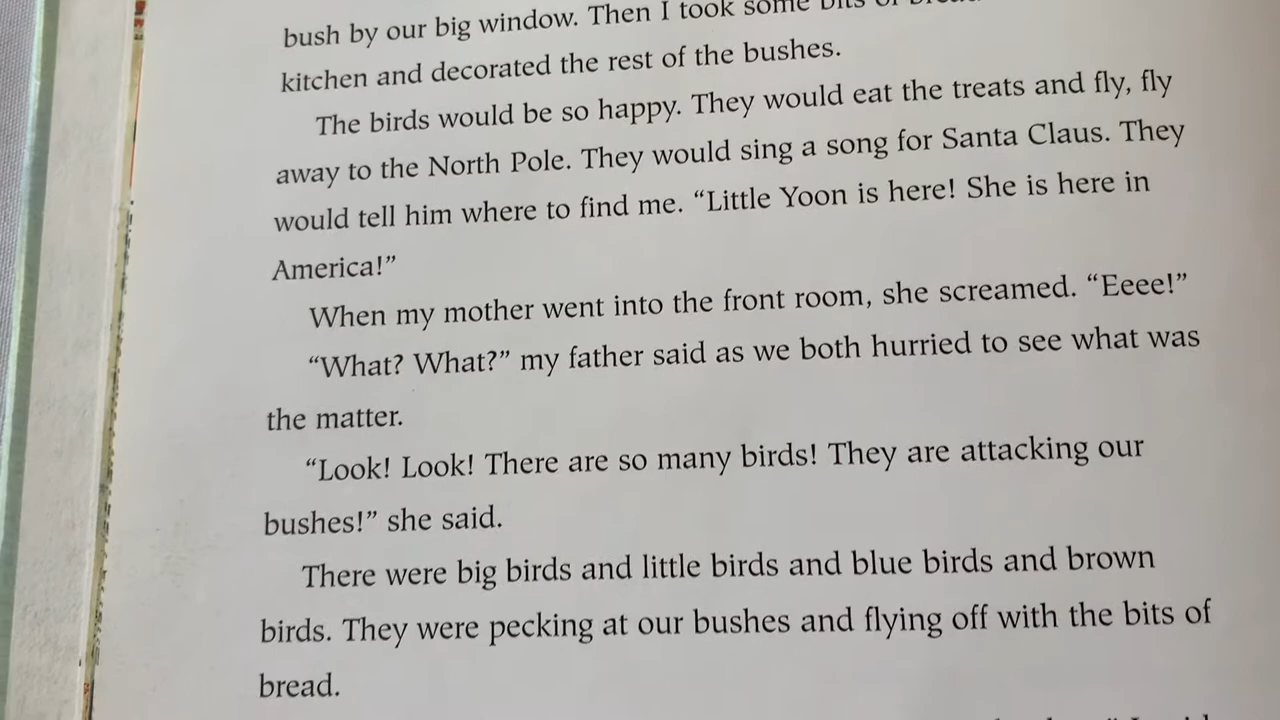 bush by our big window. Then I took some bits of
kitchen and decorated the rest of the bushes.
The birds would be so happy. They would eat the treats and fly, fly
away to the North Pole. They would sing a song for Santa Claus. They
would tell him where to find me. “Little Yoon is here! She is here in
America!”
When my mother went into the front room, she screamed. “Eeee!”
“What? What?” my father said as we both hurried to see what was
the matter.
“Look! Look! There are so many birds! They are attacking our
bushes!” she said.
There were big birds and little birds and blue birds and brown
birds. They were pecking at our bushes and flying off with the bits of
bread.